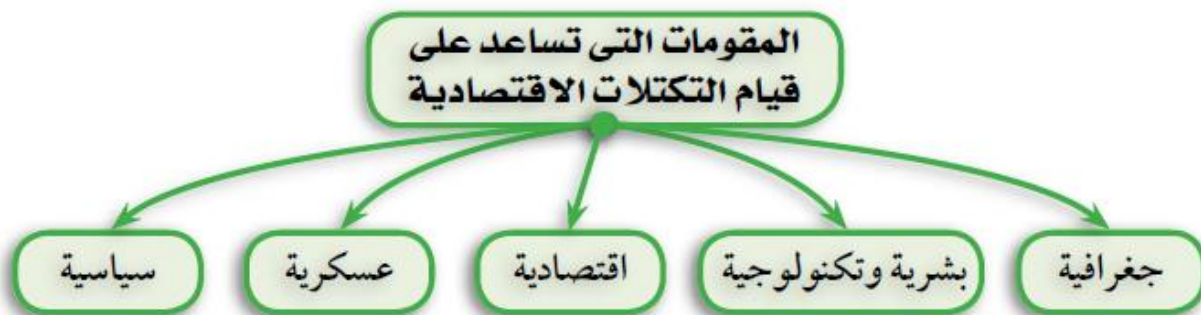 المقومات التى تساعد على
قيام التكتلات الاقتصادية
جغرافية
بشرية وتكنولوجية
اقتصادية
عسكرية
سياسية